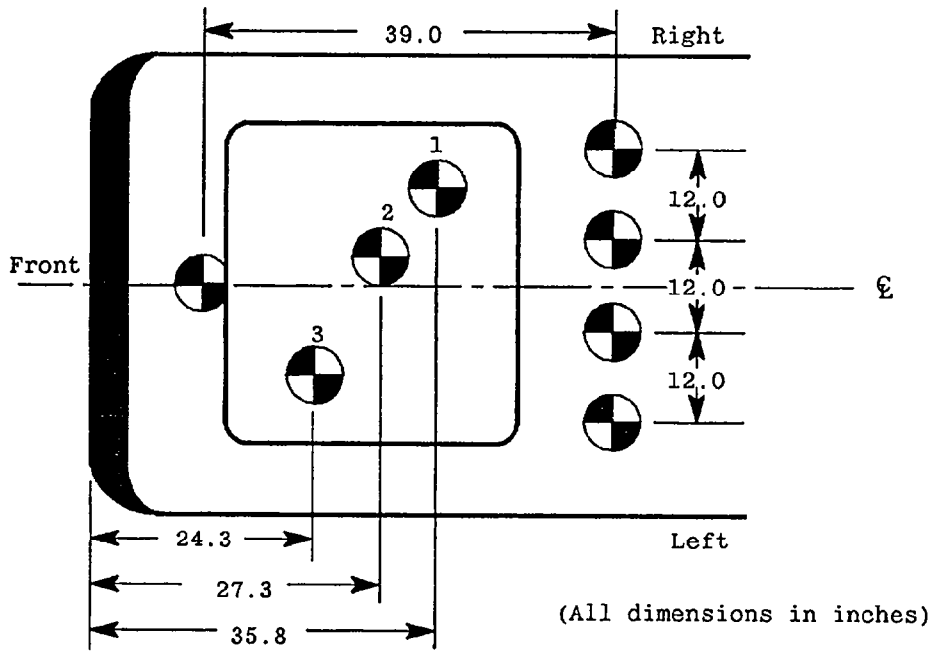 39.0
Right
1
12.0
2
Front
12.0
℄
3
12.0
24.3
Left
27.3
(All dimensions in inches)
35.8